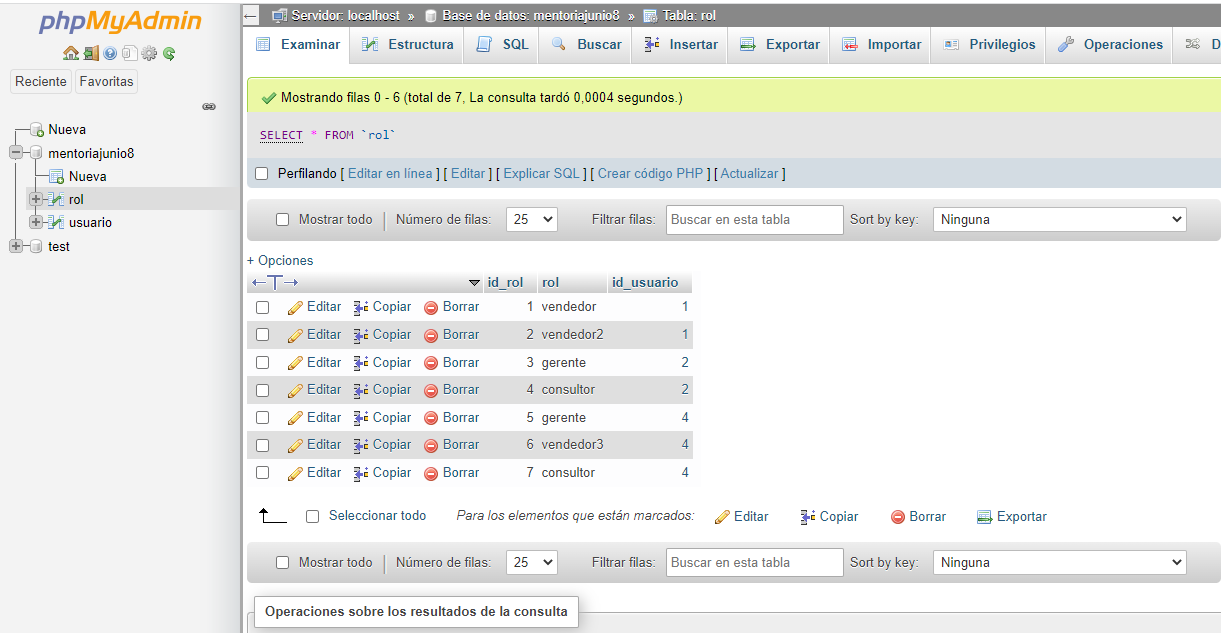 phpMyAdmin
Reciente Favoritas
Nueva
mentoriajunio8
Nueva
rol
usuario
test
Servidor: localhost » Base de datos: mentoriajunio8 » Tabla: rol
Examinar Estructura SQL Buscar Insertar Exportar Importar Privilegios Operaciones D
Mostrando filas 0 - 6 (total de 7, La consulta tardó 0,0004 segundos.)
SELECT * FROM `rol`
Perfilando [ Editar en línea ] [ Editar ] [ Explicar SQL ] [ Crear código PHP ] [ Actualizar ]
Mostrar todo | Número de filas: 25 Filtrar filas: Buscar en esta tabla Sort by key: Ninguna
+ Opciones
←T→ id_rol rol id_usuario
Editar Copiar Borrar 1 vendedor 1
Editar Copiar Borrar 2 vendedor2 1
Editar Copiar Borrar 3 gerente 2
Editar Copiar Borrar 4 consultor 2
Editar Copiar Borrar 5 gerente 4
Editar Copiar Borrar 6 vendedor3 4
Editar Copiar Borrar 7 consultor 4
Seleccionar todo Para los elementos que están marcados: Editar Copiar Borrar Exportar
Mostrar todo | Número de filas: 25 Filtrar filas: Buscar en esta tabla Sort by key: Ninguna
Operaciones sobre los resultados de la consulta